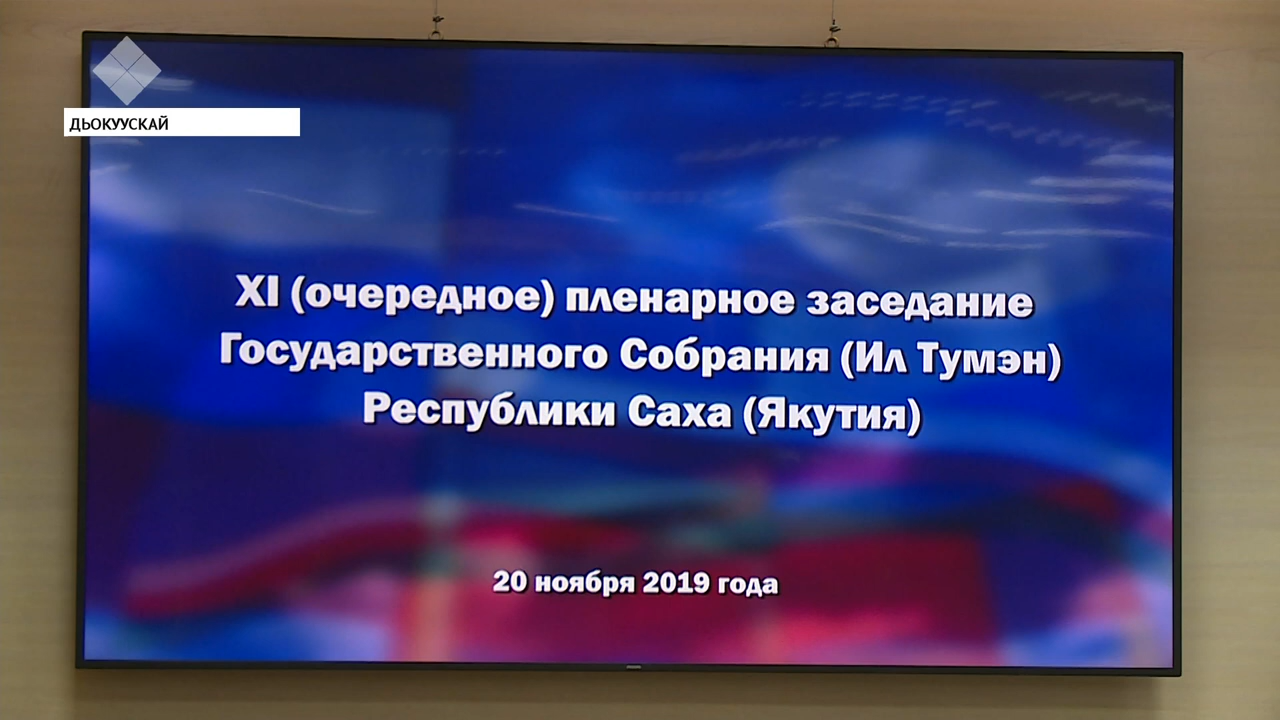 ДЬОКУУСКАЙ
XI (очередное) пленарное заседание
Государственного Собрания (Ил Тумэн)
Республики Саха (Якутия)
20 ноября 2019 года